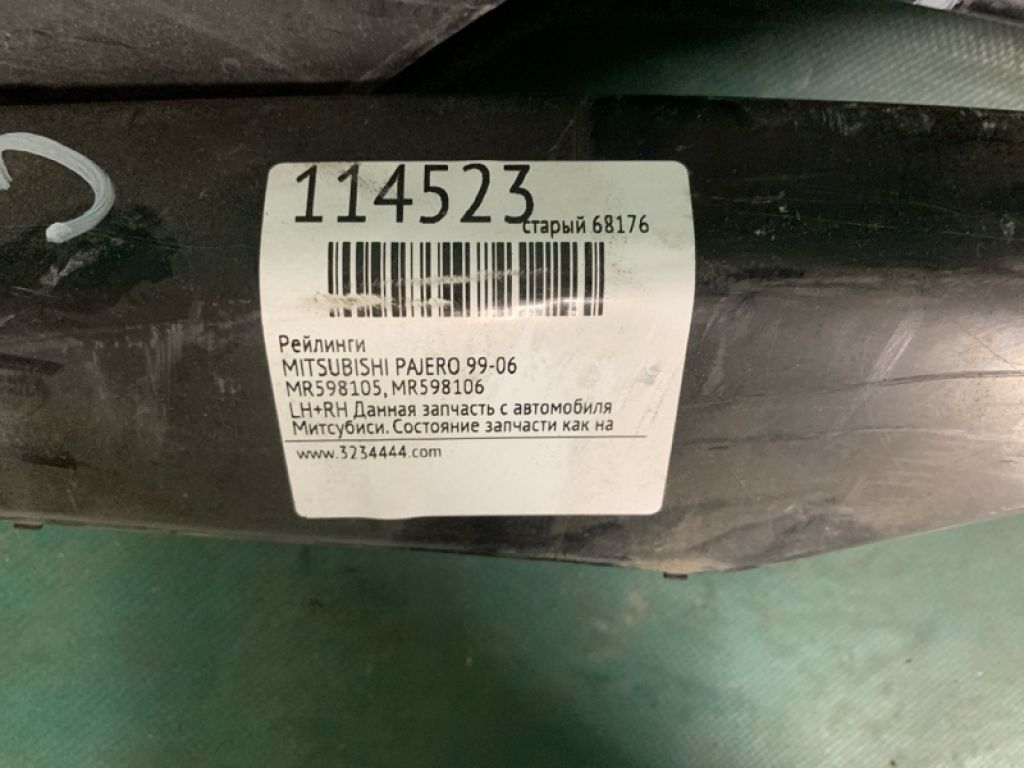 114523
старый 68176
Рейлинги
MITSUBISHI PAJERO 99-06
MR598105, MR598106
LH+RH Данная запчасть с автомобиля
Митсубиси. Состояние запчасти как на
www.3234444.com